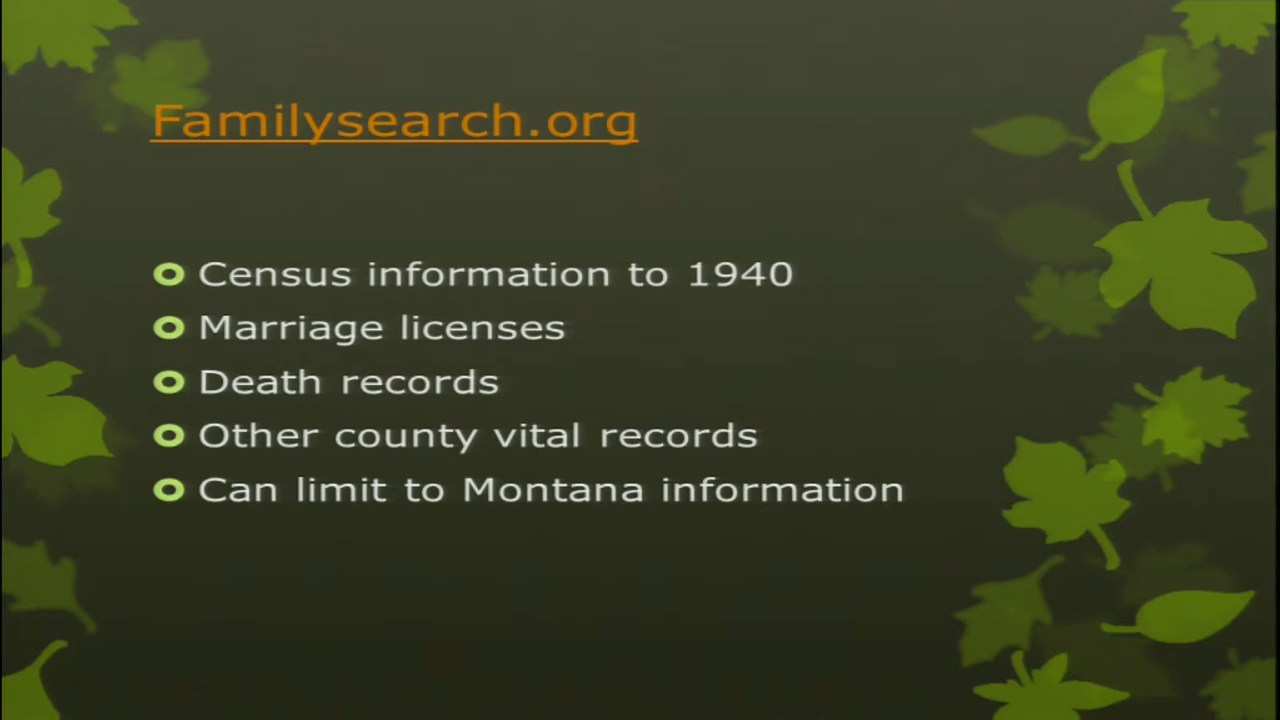 Familysearch.org
Census information to 1940
Marriage licenses
Death records
Other county vital records
Can limit to Montana information